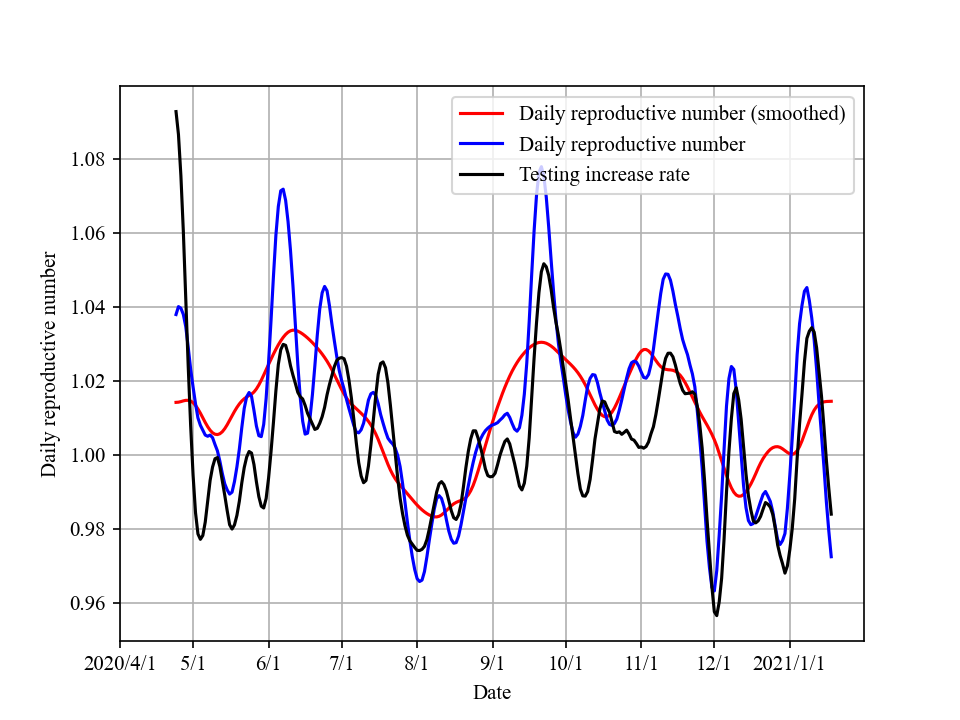 Daily reproductive number (smoothed)
Daily reproductive number
Testing increase rate
Daily reproductive number
1.08
1.06
1.04
1.02
1.00
0.98
0.96
2020/4/1 5/1 6/1 7/1 8/1 9/1 10/1 11/1 12/1 2021/1/1
Date